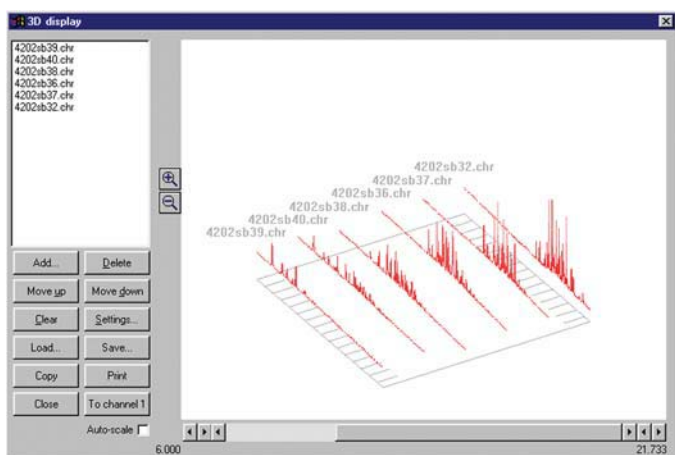 3D display
4202sb39.chr
4202sb40.chr
4202sb38.chr
4202sb36.chr
4202sb37.chr
4202sb32.chr
4202sb32.chr
4202sb37.chr
4202sb36.chr
4202sb38.chr
4202sb40.chr
4202sb39.chr
Add... Delete
Move up Move down
Clear Settings...
Load... Save...
Copy Print
Close To channel 1
Auto-scale
6.000 21.733